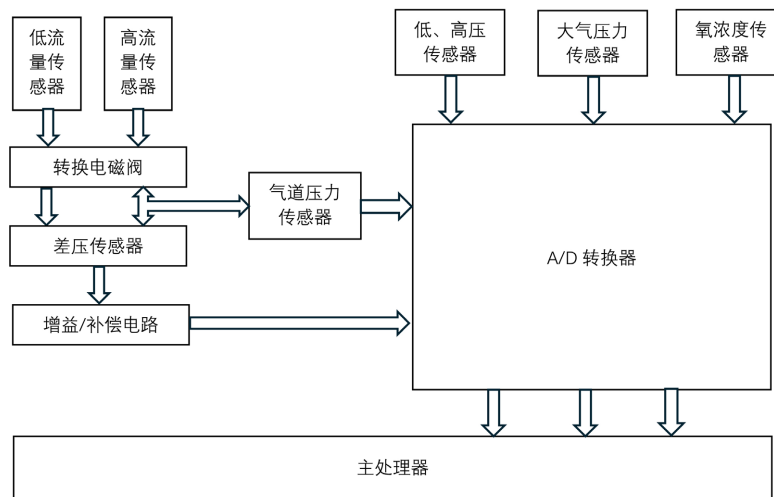 低流
量传
感器
高流
量传
感器
低、高压
传感器
大气压力
传感器
氧浓度传
感器
转换电磁阀
气道压力
传感器
差压传感器
A/D 转换器
增益/补偿电路
主处理器